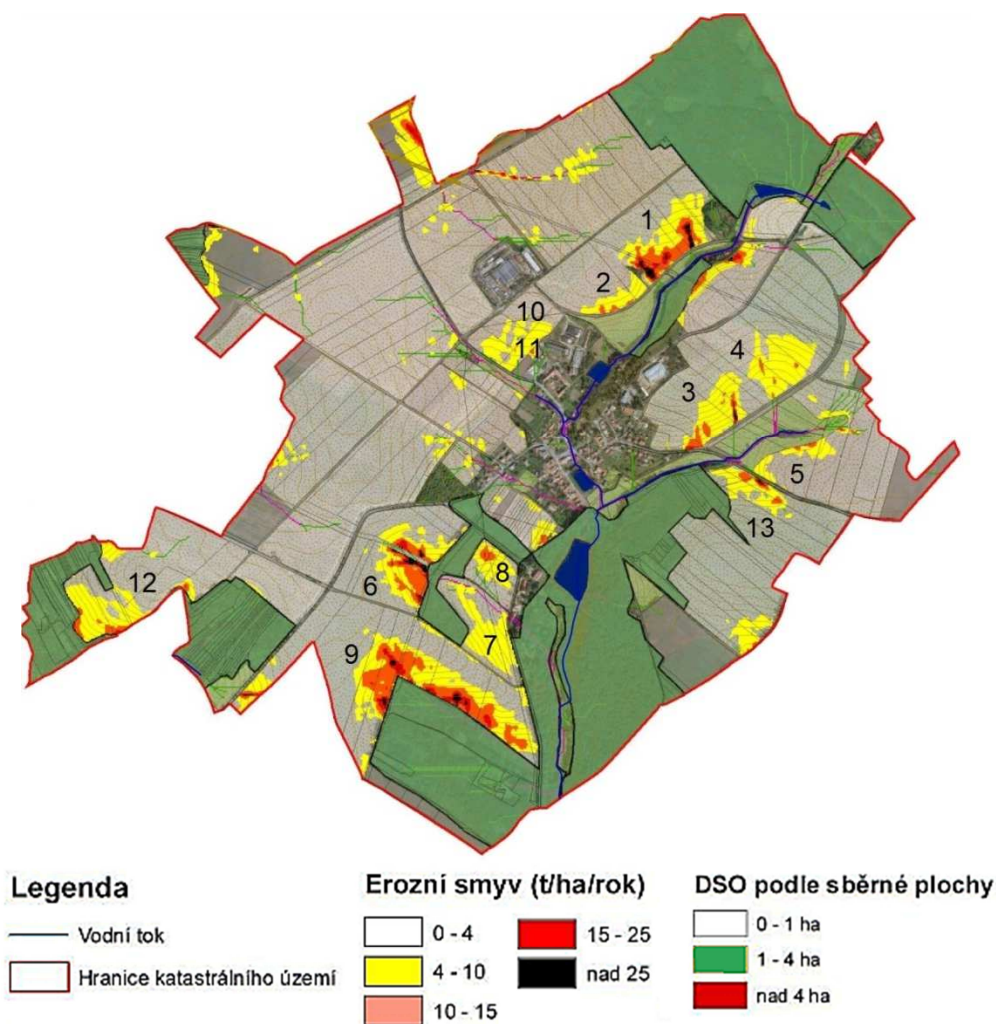 1
2
10
11
4
3
5
13
12
6
8
7
9
Legenda
Vodní tok
Hranice katastrálního území
Erozní smyv (t/ha/rok)
0 - 4
4 - 10
10 - 15
15 - 25
nad 25
DSO podle sběrné plochy
0 - 1 ha
1 - 4 ha
nad 4 ha